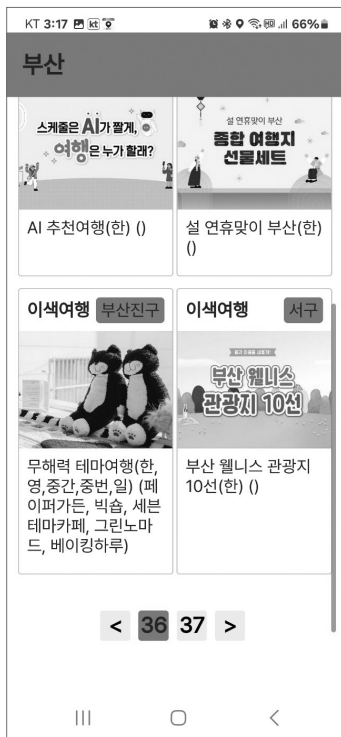 KT 3:17 kt
66%
부산
스케줄은 AI가 짤게,
여행은 누가 할래?
설 연휴맞이 부산
종합 여행지
선물세트
AI 추천여행(한) ()
설 연휴맞이 부산(한)
()
이색여행 부산진구
이색여행 서구
부산 웰니스
관광지 10선
무해력 테마여행(한,
영,중간,중번,일) (페
이퍼가든, 빅숍, 세븐
테마카페, 그린노마
드, 베이킹하루)
부산 웰니스 관광지
10선(한) ()
< 36 37 >